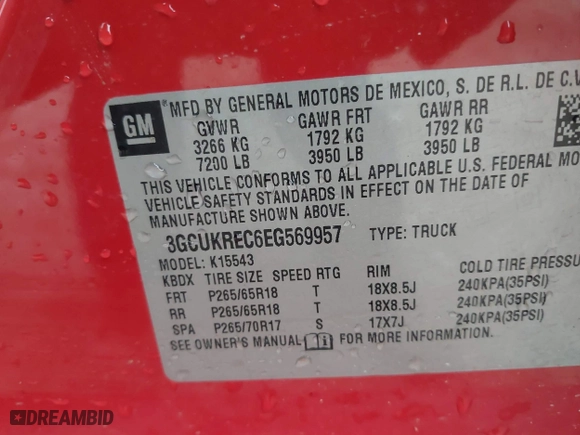 GM
MFD BY GENERAL MOTORS DE MEXICO, S. DE R.L. DE C.V
GVWR GAWR FRT GAWR RR
3266 KG 1792 KG 1792 KG
7200 LB 3950 LB 3950 LB
THIS VEHICLE CONFORMS TO ALL APPLICABLE U.S. FEDERAL MO
VEHICLE SAFETY STANDARDS IN EFFECT ON THE DATE OF
MANUFACTURE SHOWN ABOVE.
3GCUKREC6EG569957 TYPE: TRUCK
MODEL: K15543
KBDX TIRE SIZE SPEED RTG RIM COLD TIRE PRESSU
FRT P265/65R18 T 18X8.5J 240KPA(35PSI)
RR P265/65R18 T 18X8.5J 240KPA(35PSI)
SPA P265/70R17 S 17X7J 240KPA(35PSI)
SEE OWNER'S MANUAL FOR MORE INFORMATION
DREAMBID